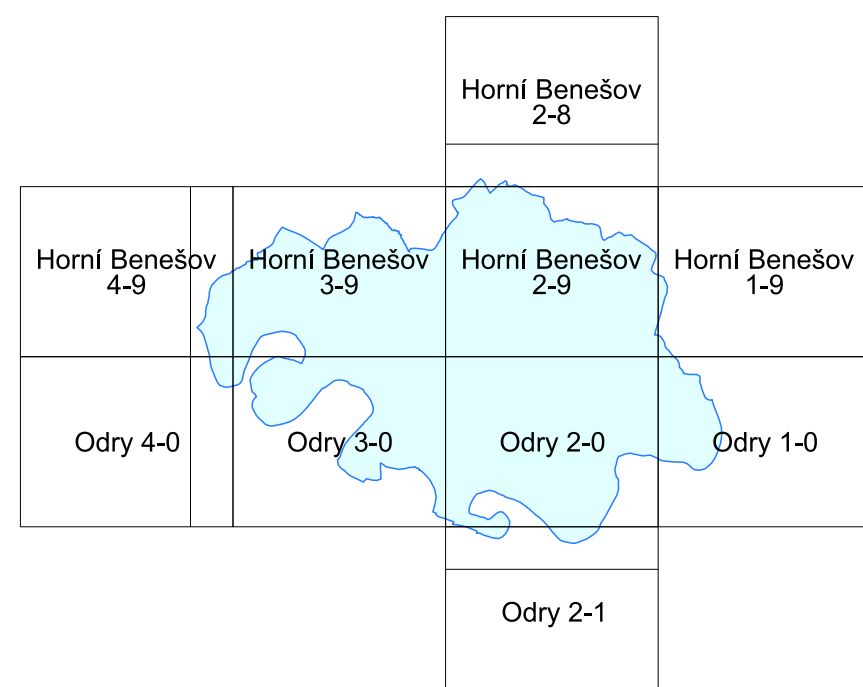 Horní Benešov
2-8
Horní Benešov
4-9
Horní Benešov
3-9
Horní Benešov
2-9
Horní Benešov
1-9
Odry 4-0
Odry 3-0
Odry 2-0
Odry 1-0
Odry 2-1